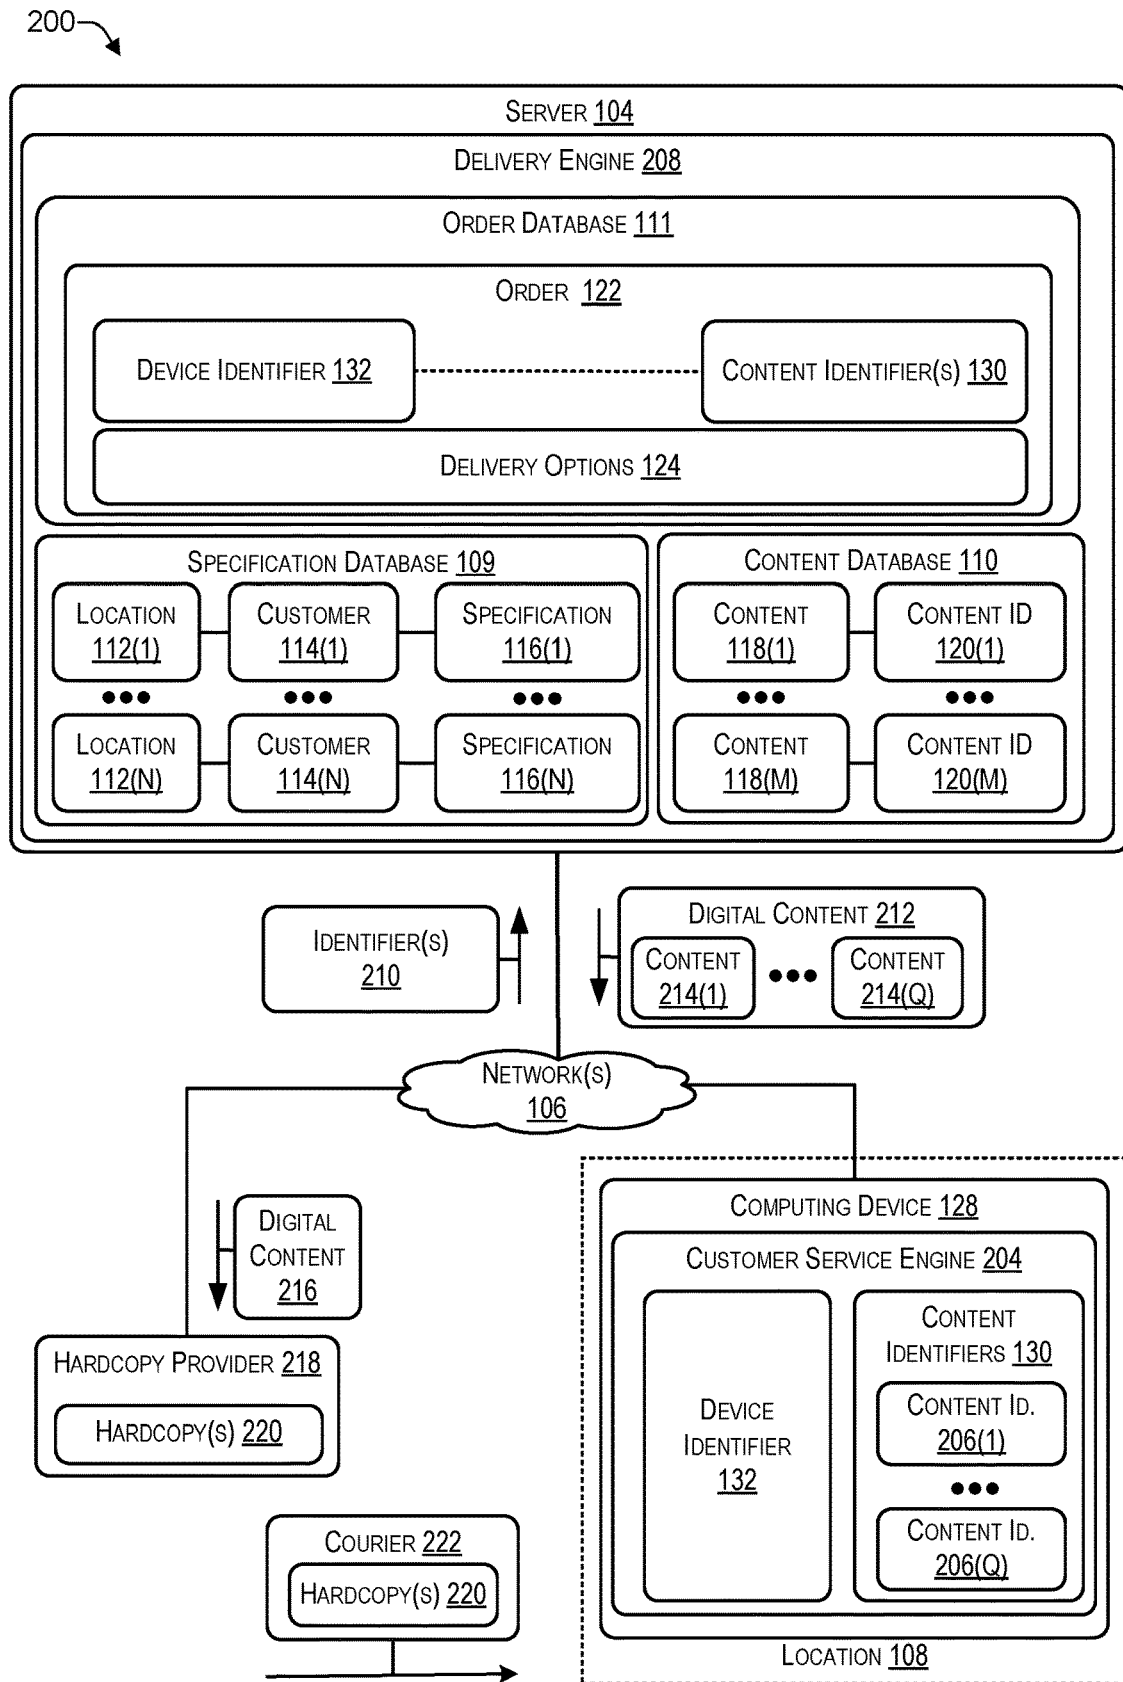 200
SERVER 104
DELIVERY ENGINE 208
ORDER DATABASE 111
ORDER 122
DEVICE IDENTIFIER 132
CONTENT IDENTIFIER(S) 130
DELIVERY OPTIONS 124
SPECIFICATION DATABASE 109
LOCATION
112(1)
CUSTOMER
114(1)
SPECIFICATION
116(1)
LOCATION
112(N)
CUSTOMER
114(N)
SPECIFICATION
116(N)
CONTENT DATABASE 110
CONTENT
118(1)
CONTENT ID
120(1)
CONTENT
118(M)
CONTENT ID
120(M)
IDENTIFIER(S)
210
DIGITAL CONTENT 212
CONTENT
214(1)
CONTENT
214(Q)
NETWORK(S)
106
DIGITAL
CONTENT
216
HARDCOPY PROVIDER 218
HARDCOPY(S) 220
COURIER 222
HARDCOPY(S) 220
COMPUTING DEVICE 128
CUSTOMER SERVICE ENGINE 204
DEVICE
IDENTIFIER
132
CONTENT
IDENTIFIERS 130
CONTENT ID.
206(1)
CONTENT ID.
206(Q)
LOCATION 108